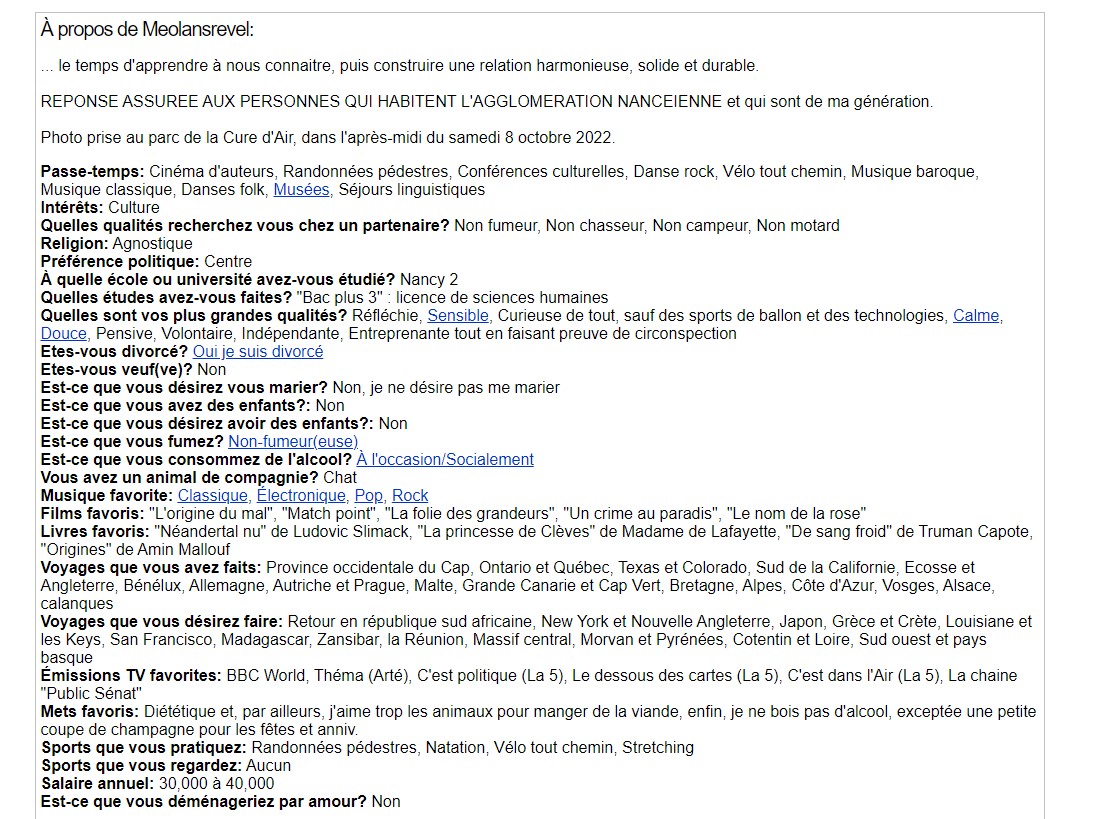 À propos de Meolansrevel:
... le temps d'apprendre à nous connaitre, puis construire une relation harmonieuse, solide et durable.
REPONSE ASSUREE AUX PERSONNES QUI HABITENT L'AGGLOMERATION NANCEIENNE et qui sont de ma génération.
Photo prise au parc de la Cure d'Air, dans l'après-midi du samedi 8 octobre 2022.
Passe-temps: Cinéma d'auteurs, Randonnées pédestres, Conférences culturelles, Danse rock, Vélo tout chemin, Musique baroque,
Musique classique, Danses folk, Musées, Séjours linguistiques
Intérêts: Culture
Quelles qualités recherchez vous chez un partenaire? Non fumeur, Non chasseur, Non campeur, Non motard
Religion: Agnostique
Préférence politique: Centre
À quelle école ou université avez-vous étudié? Nancy 2
Quelles études avez-vous faites? "Bac plus 3" : licence de sciences humaines
Quelles sont vos plus grandes qualités? Réfléchie, Sensible, Curieuse de tout, sauf des sports de ballon et des technologies, Calme,
Douce, Pensive, Volontaire, Indépendante, Entreprenante tout en faisant preuve de circonspection
Etes-vous divorcé? Oui je suis divorcé
Etes-vous veuf(ve)? Non
Est-ce que vous désirez vous marier? Non, je ne désire pas me marier
Est-ce que vous avez des enfants?: Non
Est-ce que vous désirez avoir des enfants?: Non
Est-ce que vous fumez? Non-fumeur(euse)
Est-ce que vous consommez de l'alcool? À l'occasion/Socialement
Vous avez un animal de compagnie? Chat
Musique favorite: Classique, Électronique, Pop, Rock
Films favoris: "L'origine du mal", "Match point", "La folie des grandeurs", "Un crime au paradis", "Le nom de la rose"
Livres favoris: "Néandertal nu" de Ludovic Slimack, "La princesse de Clèves" de Madame de Lafayette, "De sang froid" de Truman Capote,
"Origines" de Amin Mallouf
Voyages que vous avez faits: Province occidentale du Cap, Ontario et Québec, Texas et Colorado, Sud de la Californie, Ecosse et
Angleterre, Bénélux, Allemagne, Autriche et Prague, Malte, Grande Canarie et Cap Vert, Bretagne, Alpes, Côte d'Azur, Vosges, Alsace,
calanques
Voyages que vous désirez faire: Retour en république sud africaine, New York et Nouvelle Angleterre, Japon, Grèce et Crète, Louisiane et
les Keys, San Francisco, Madagascar, Zansibar, la Réunion, Massif central, Morvan et Pyrénées, Cotentin et Loire, Sud ouest et pays
basque
Émissions TV favorites: BBC World, Théma (Arté), C'est politique (La 5), Le dessous des cartes (La 5), C'est dans l'Air (La 5), La chaine
"Public Sénat"
Mets favoris: Diététique et, par ailleurs, j'aime trop les animaux pour manger de la viande, enfin, je ne bois pas d'alcool, exceptée une petite
coupe de champagne pour les fêtes et anniv.
Sports que vous pratiquez: Randonnées pédestres, Natation, Vélo tout chemin, Stretching
Sports que vous regardez: Aucun
Salaire annuel: 30,000 à 40,000
Est-ce que vous déménageriez par amour? Non